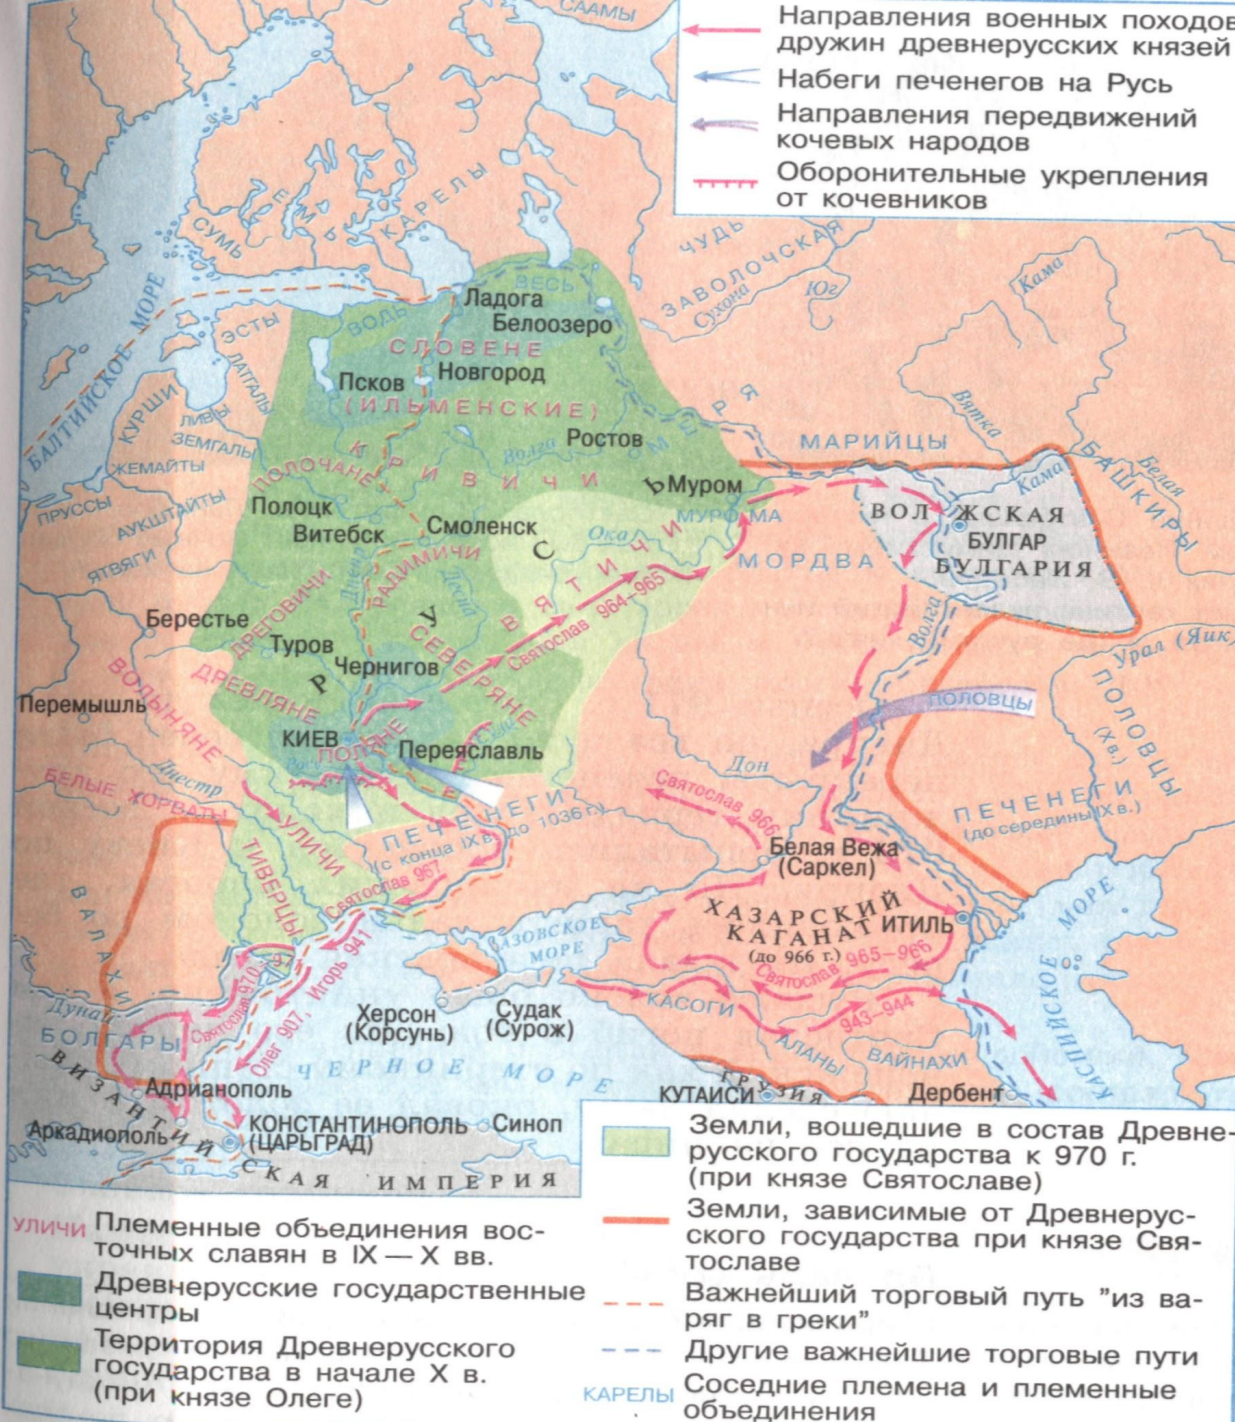 СААМЫ
Направления военных походов
дружин древнерусских князей
Набеги печенегов на Русь
Направления передвижений
кочевых народов
Оборонительные укрепления
от кочевников
КАРЕЛЫ
ЕМЬ
СУМЬ
ЧУДЬ
ЗАВОЛОЧСКАЯ
Сухона
Юг
Кама
БАЛТИЙСКОЕ МОРЕ
ВЕСЬ
Ладога
Белоозеро
ЭСТЫ
ВОДЬ
СЛОВЕНЕ
ЛАТГАЛЫ
Псков
Новгород
(ИЛЬМЕНСКИЕ)
КУРШИ
ЛИВЫ
ЗЕМГАЛЫ
ЖЕМАЙТЫ
Вятка
Волга
Ростов
МЕРЯ
МАРИЙЦЫ
БАШКИРЫ
Белая
Кама
КРИВИЧИ
ПОЛОЧАНЕ
ПРУССЫ
АУКШТАЙТЫ
ЯТВЯГИ
Полоцк
Витебск
Смоленск
Муром
МУРОМА
МОРДВА
ВОЛЖСКАЯ
БУЛГАР
БУЛГАРИЯ
Ока
РУСЬ
ВЯТИЧИ
Святослав 964–965
Днепр
РАДИМИЧИ
Десна
Волга
Урал (Яик)
Берестье
ДРЕГОВИЧИ
Туров
Чернигов
СЕВЕРЯНЕ
ВОЛЫНЯНЕ
ДРЕВЛЯНЕ
Перемышль
КИЕВ
ПОЛЯНЕ
Переяславль
ПОЛОВЦЫ
ПОЛОВЦЫ
(Xв.)
Днестр
БЕЛЫЕ ХОРВАТЫ
Дон
ПЕЧЕНЕГИ
(до середины IX в.)
ПЕЧЕНЕГИ
(с конца IX в. до 1036 г.)
Святослав 966
УЛИЧИ
ТИВЕРЦЫ
Святослав 967
Белая Вежа
(Саркел)
ВАЛАХИ
ХАЗАРСКИЙ
КАГАНАТ
(до 966 г.)
ИТИЛЬ
Святослав 965–966
АЗОВСКОЕ
МОРЕ
Игорь 941
Олег 907,
КАСПИЙСКОЕ МОРЕ
Херсон
(Корсунь)
Судак
(Сурож)
КАСОГИ
943–944
АЛАНЫ
ВАЙНАХИ
Дунай
БОЛГАРЫ
ЧЕРНОЕ МОРЕ
ГРУЗИЯ
КУТАИСИ
Дербент
Адрианополь
Аркадиополь
КОНСТАНТИНОПОЛЬ
(ЦАРЬГРАД)
Синоп
ВИЗАНТИЙСКАЯ ИМПЕРИЯ
УЛИЧИ
Племенные объединения вос-
точных славян в IX — X вв.
Древнерусские государственные
центры
Территория Древнерусского
государства в начале X в.
(при князе Олеге)
Земли, вошедшие в состав Древне-
русского государства к 970 г.
(при князе Святославе)
Земли, зависимые от Древнерус-
ского государства при князе Свя-
тославе
Важнейший торговый путь "из ва-
ряг в греки"
Другие важнейшие торговые пути
КАРЕЛЫ
Соседние племена и племенные
объединения